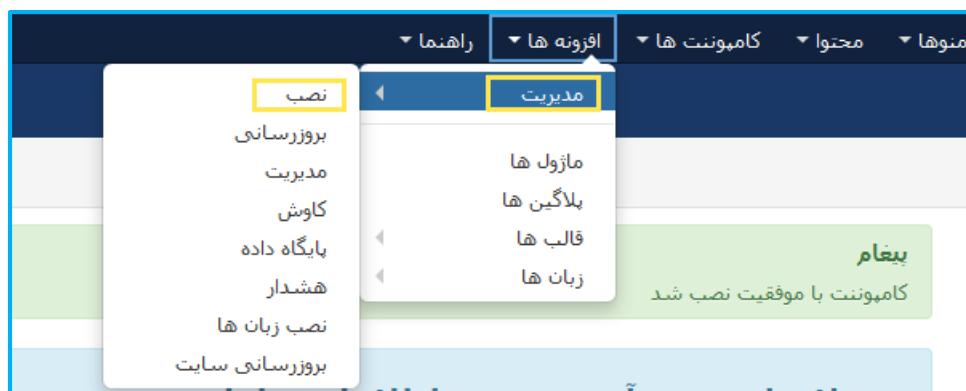 منوها
محتوا
کامپوننت ها
افزونه ها
راهنما
مدیریت
ماژول ها
پلاگین ها
قالب ها
زبان ها
نصب
بروزرسانی
مدیریت
کاوش
پایگاه داده
هشدار
نصب زبان ها
بروزرسانی سایت
پیغام
کامپوننت با موفقیت نصب شد